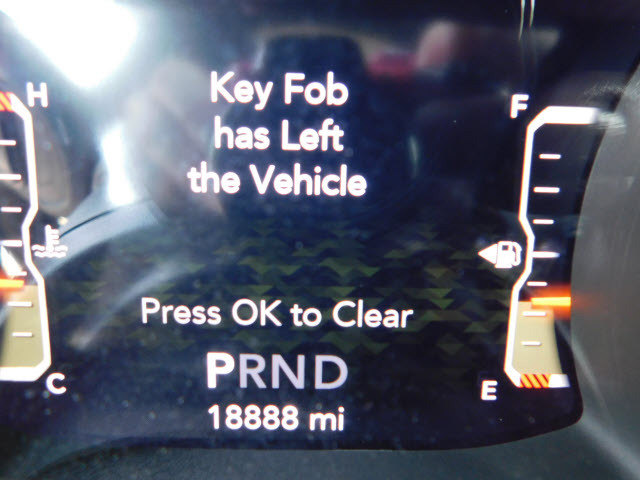 H
F
Key Fob
has Left
the Vehicle
Press OK to Clear
PRND
C
E
18888 mi